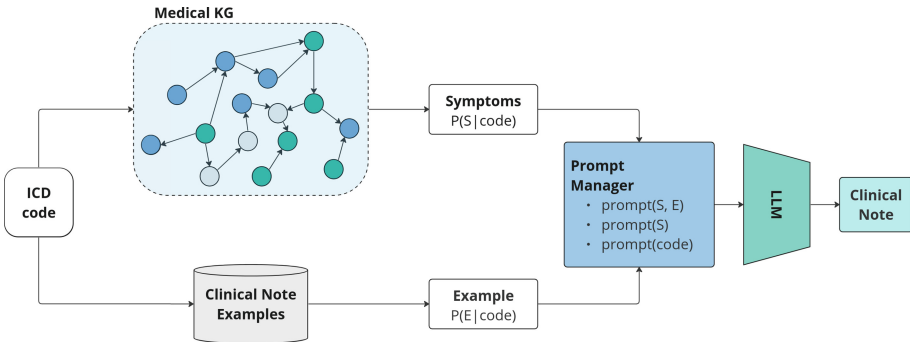 Medical KG
Symptoms
P(S|code)
ICD
code
Prompt
Manager
• prompt(S, E)
• prompt(S)
• prompt(code)
LLM
Clinical
Note
Clinical Note
Examples
Example
P(E|code)